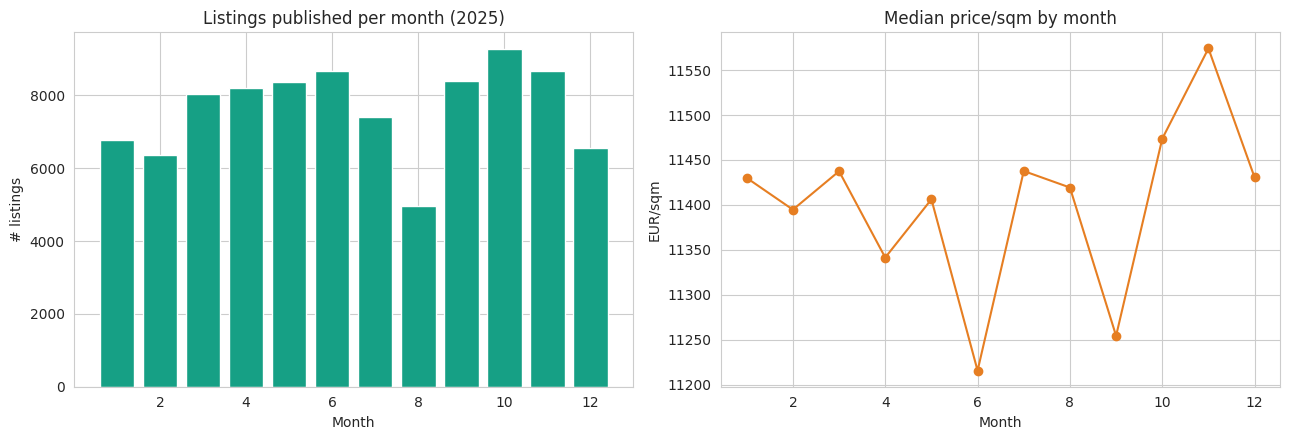 Listings published per month (2025)
# listings
8000
6000
4000
2000
0
2 4 6 8 10 12
Month
Median price/sqm by month
EUR/sqm
11550
11500
11450
11400
11350
11300
11250
11200
2 4 6 8 10 12
Month